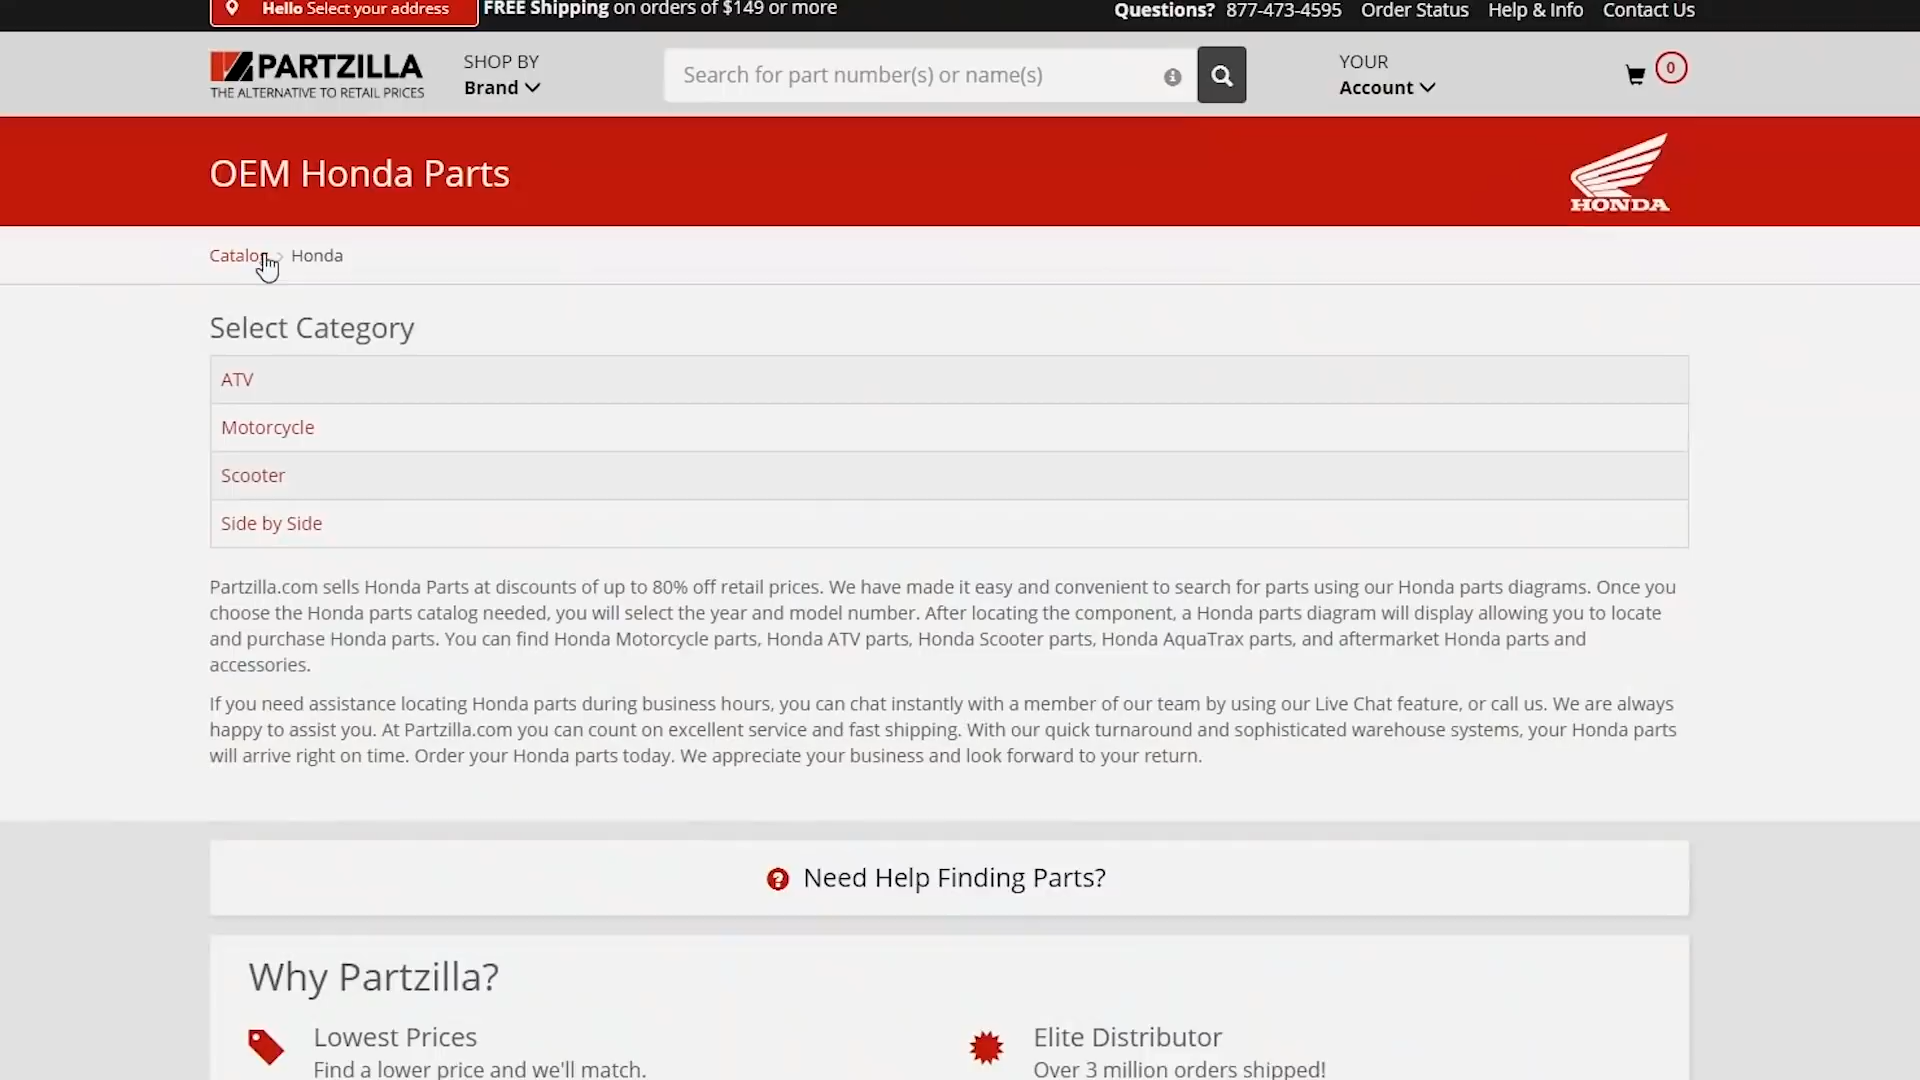 Hello Select your address
FREE Shipping on orders of $149 or more
Questions? 877-473-4595 Order Status Help & Info Contact Us
PARTZILLA
THE ALTERNATIVE TO RETAIL PRICES
SHOP BY
Brand
Search for part number(s) or name(s)
YOUR
Account
0
OEM Honda Parts
HONDA
Catalog > Honda
Select Category
ATV
Motorcycle
Scooter
Side by Side
Partzilla.com sells Honda Parts at discounts of up to 80% off retail prices. We have made it easy and convenient to search for parts using our Honda parts diagrams. Once you
choose the Honda parts catalog needed, you will select the year and model number. After locating the component, a Honda parts diagram will display allowing you to locate
and purchase Honda parts. You can find Honda Motorcycle parts, Honda ATV parts, Honda Scooter parts, Honda AquaTrax parts, and aftermarket Honda parts and
accessories.
If you need assistance locating Honda parts during business hours, you can chat instantly with a member of our team by using our Live Chat feature, or call us. We are always
happy to assist you. At Partzilla.com you can count on excellent service and fast shipping. With our quick turnaround and sophisticated warehouse systems, your Honda parts
will arrive right on time. Order your Honda parts today. We appreciate your business and look forward to your return.
Need Help Finding Parts?
Why Partzilla?
Lowest Prices
Find a lower price and we'll match.
Elite Distributor
Over 3 million orders shipped!